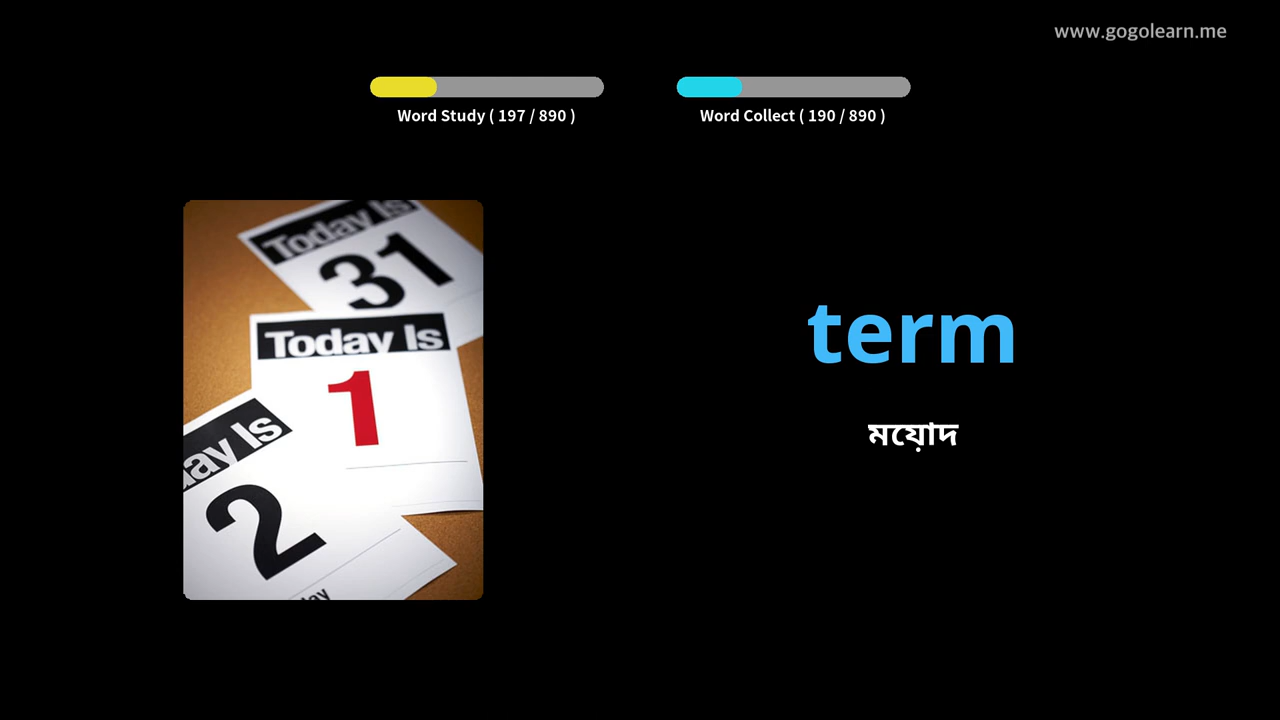 www.gogolearn.me
Word Study ( 197 / 890 )
Word Collect ( 190 / 890 )
Today Is
31
Today Is
1
ay Is
2
term
ময়োদ